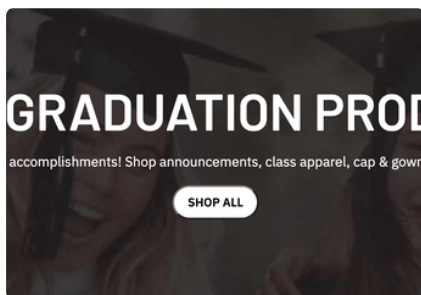 GRADUATION PROD
accomplishments! Shop announcements, class apparel, cap & gown
SHOP ALL